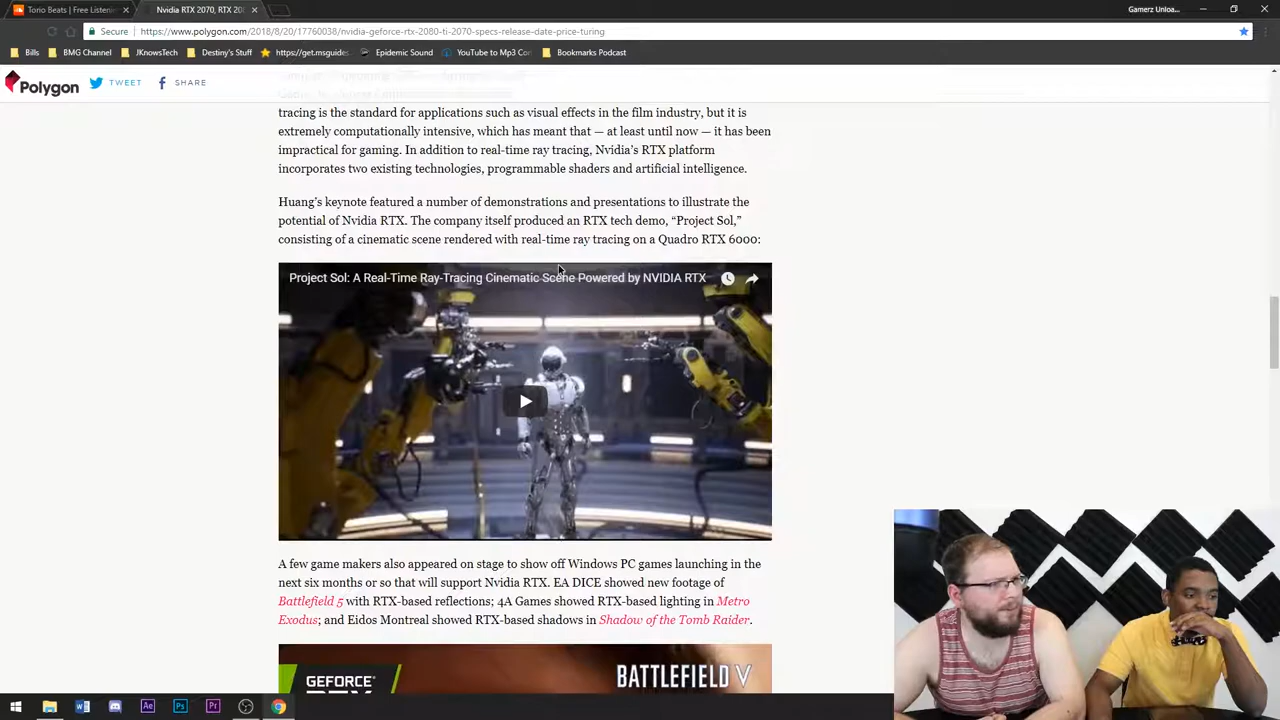 Torio Beats | Free Listenin
Nvidia RTX 2070, RTX 20
Gamerz Unloa...
Secure
https://www.polygon.com/2018/8/20/17760038/nvidia-geforce-rtx-2080-ti-2070-specs-release-date-price-turing
Bills
BMG Channel
JKnowsTech
Destiny's Stuff
https://get.msguides.
Epidemic Sound
YouTube to Mp3 Con
Bookmarks Podcast
Polygon
TWEET
SHARE
tracing is the standard for applications such as visual effects in the film industry, but it is
extremely computationally intensive, which has meant that — at least until now — it has been
impractical for gaming. In addition to real-time ray tracing, Nvidia's RTX platform
incorporates two existing technologies, programmable shaders and artificial intelligence.
Huang's keynote featured a number of demonstrations and presentations to illustrate the
potential of Nvidia RTX. The company itself produced an RTX tech demo, “Project Sol,”
consisting of a cinematic scene rendered with real-time ray tracing on a Quadro RTX 6000:
Project Sol: A Real-Time Ray-Tracing Cinematic Scene Powered by NVIDIA RTX
A few game makers also appeared on stage to show off Windows PC games launching in the
next six months or so that will support Nvidia RTX. EA DICE showed new footage of
Battlefield 5 with RTX-based reflections; 4A Games showed RTX-based lighting in Metro
Exodus; and Eidos Montreal showed RTX-based shadows in Shadow of the Tomb Raider.
GEFORCE
RTX
BATTLEFIELD V
W
Ae
Ps
Pr